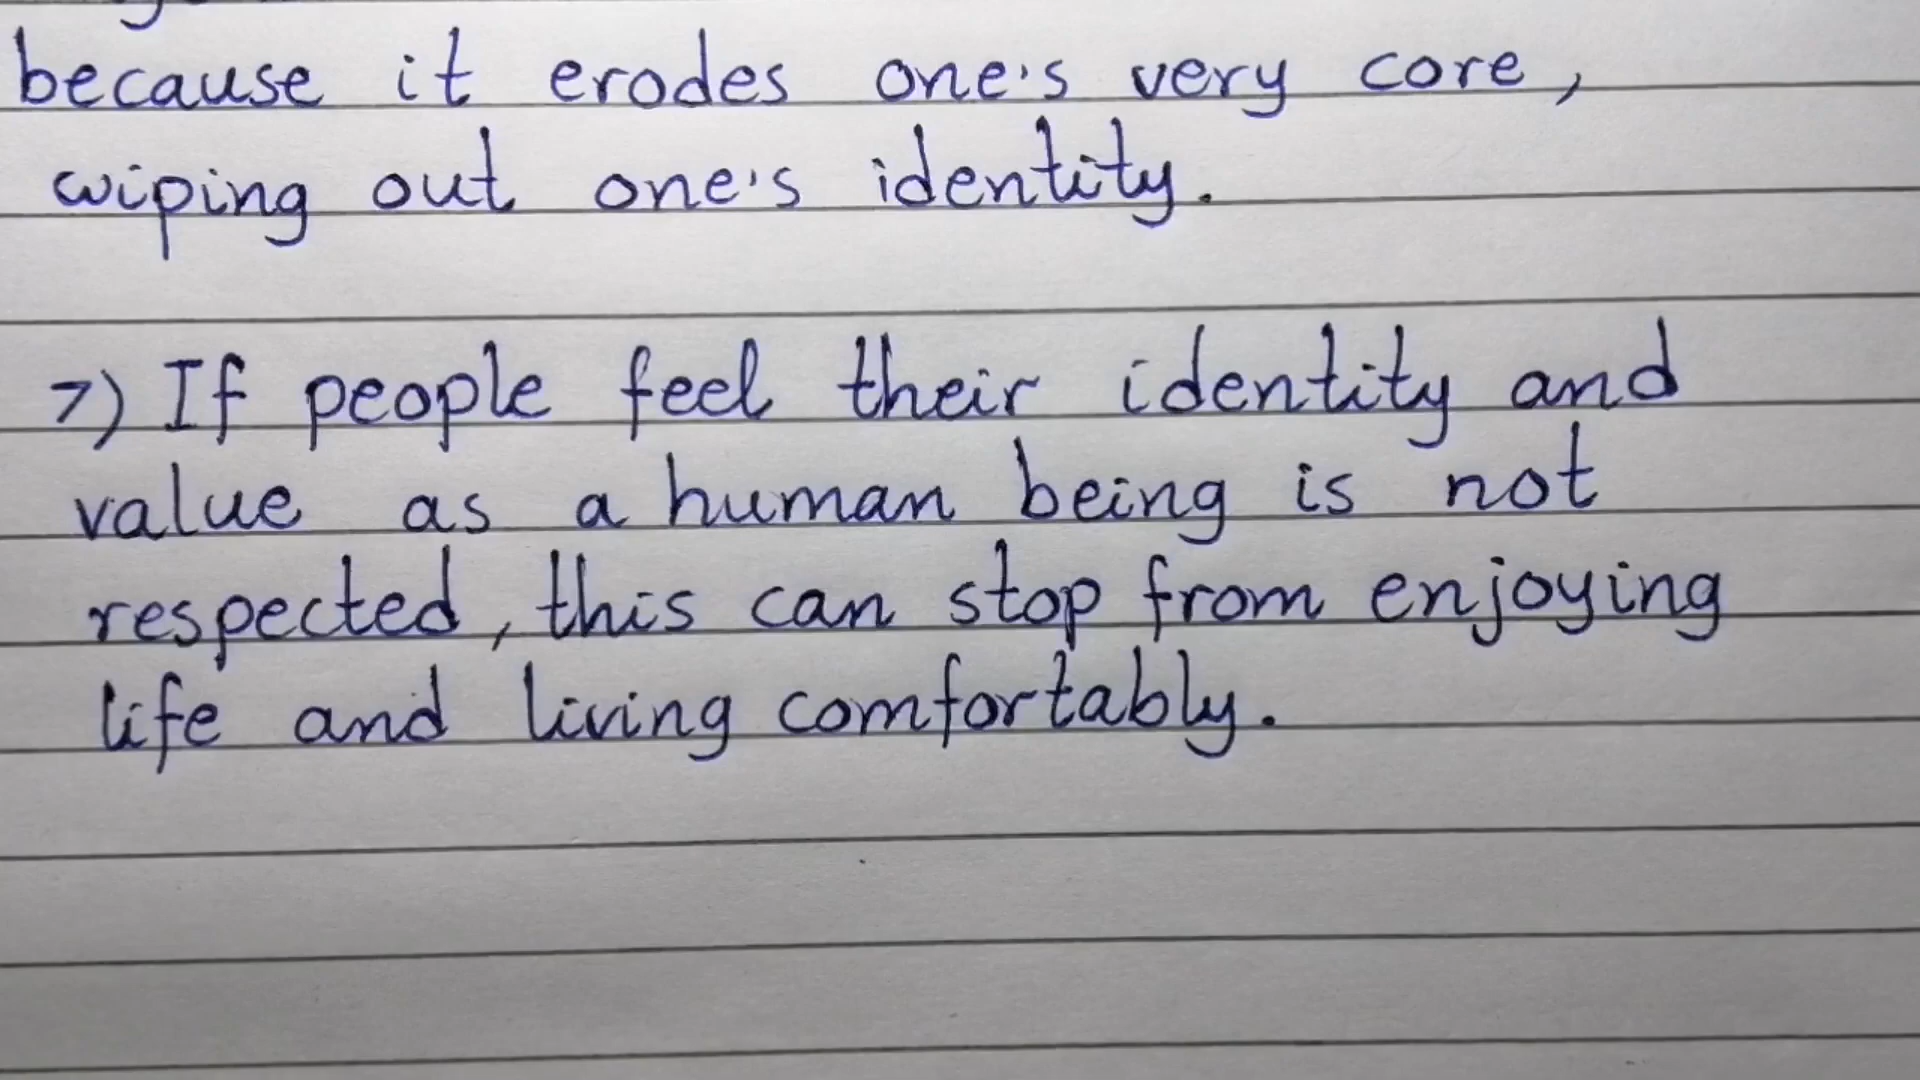 because it erodes one's very core,
wiping out one's identity.
7) If people feel their identity and
value as a human being is not
respected, this can stop from enjoying
life and living comfortably.